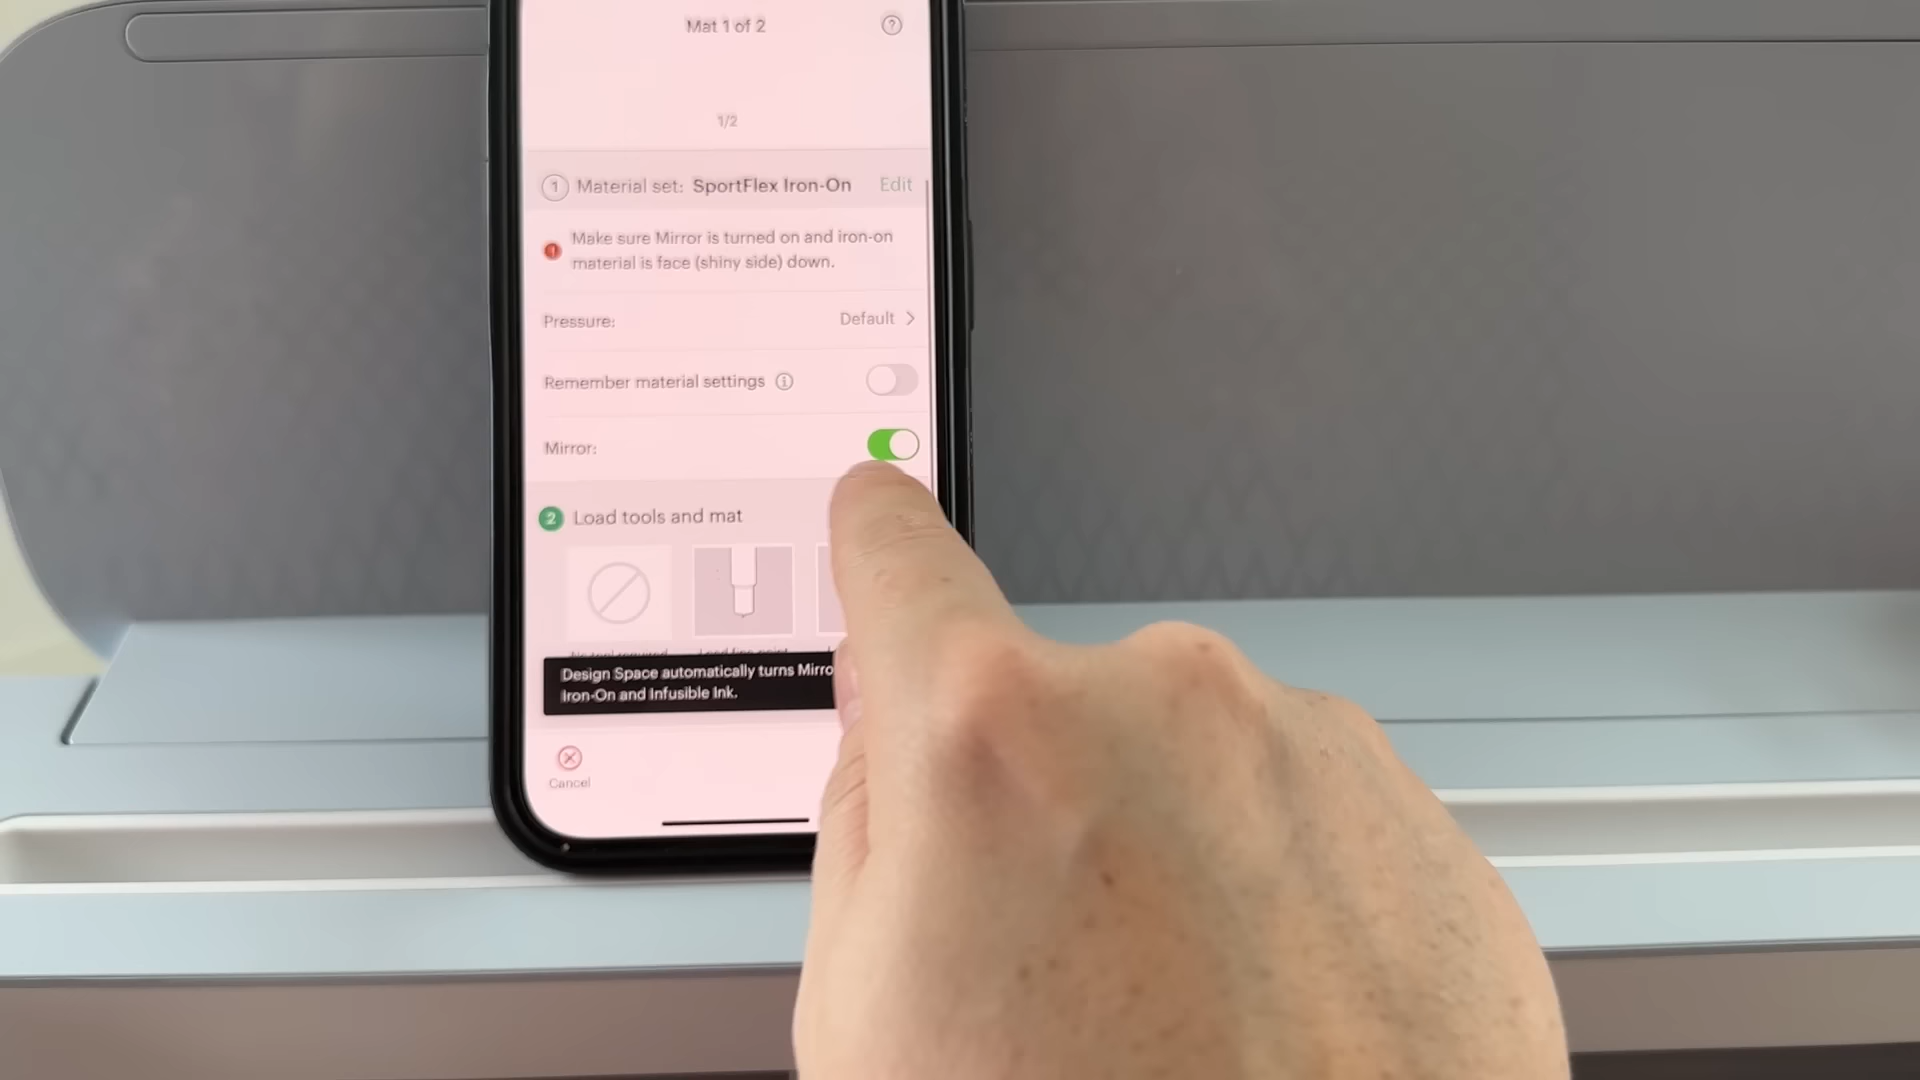 Mat 1 of 2
?
1/2
1 Material set: SportFlex Iron-On Edit
! Make sure Mirror is turned on and iron-on
material is face (shiny side) down.
Pressure: Default >
Remember material settings i
Mirror:
2 Load tools and mat
Design Space automatically turns
Iron-On and Infusible Ink.
Cancel